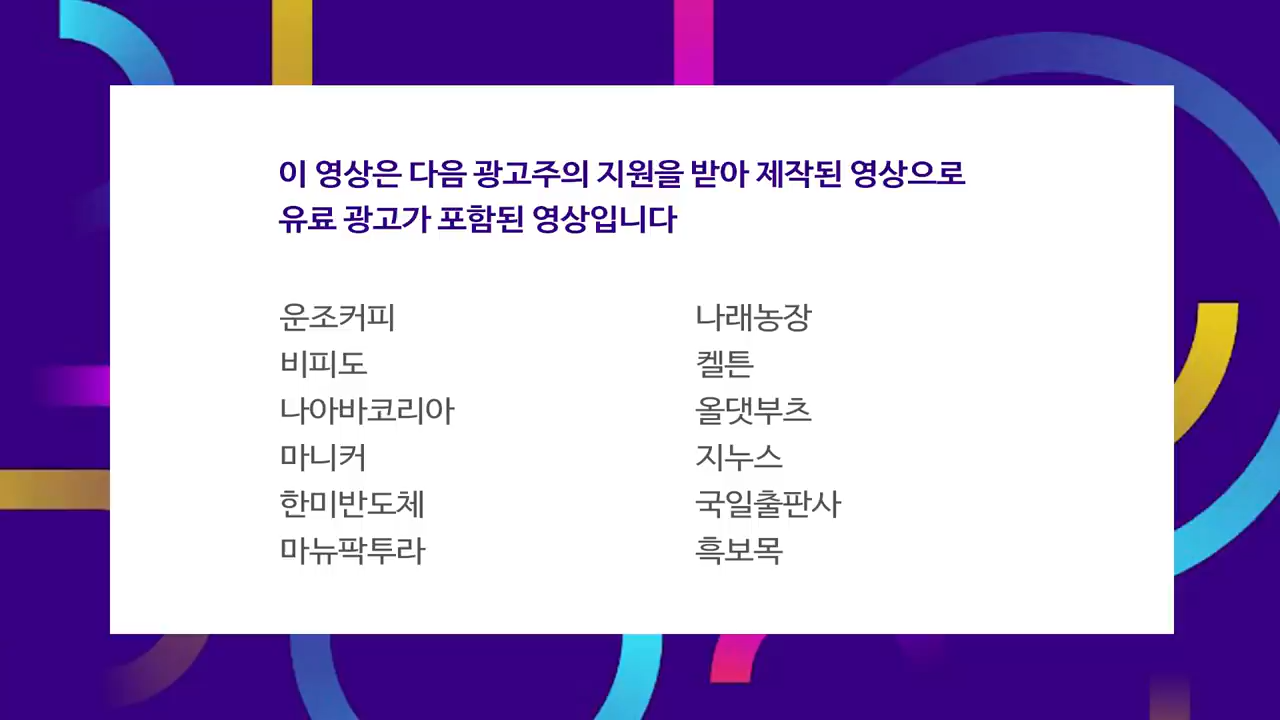 이 영상은 다음 광고주의 지원을 받아 제작된 영상으로
유료 광고가 포함된 영상입니다
운조커피
비피도
나아바코리아
마니커
한미반도체
마뉴팍투라
나래농장
켈튼
올댓부츠
지누스
국일출판사
흑보목